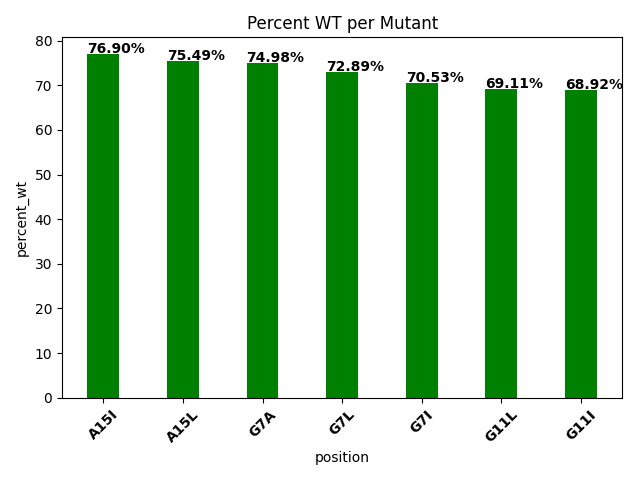 Percent WT per Mutant
percent_wt
80
70
60
50
40
30
20
10
0
76.90%
75.49%
74.98%
72.89%
70.53%
69.11%
68.92%
A15I
A15L
G7A
G7L
G7I
G11L
G11I
position